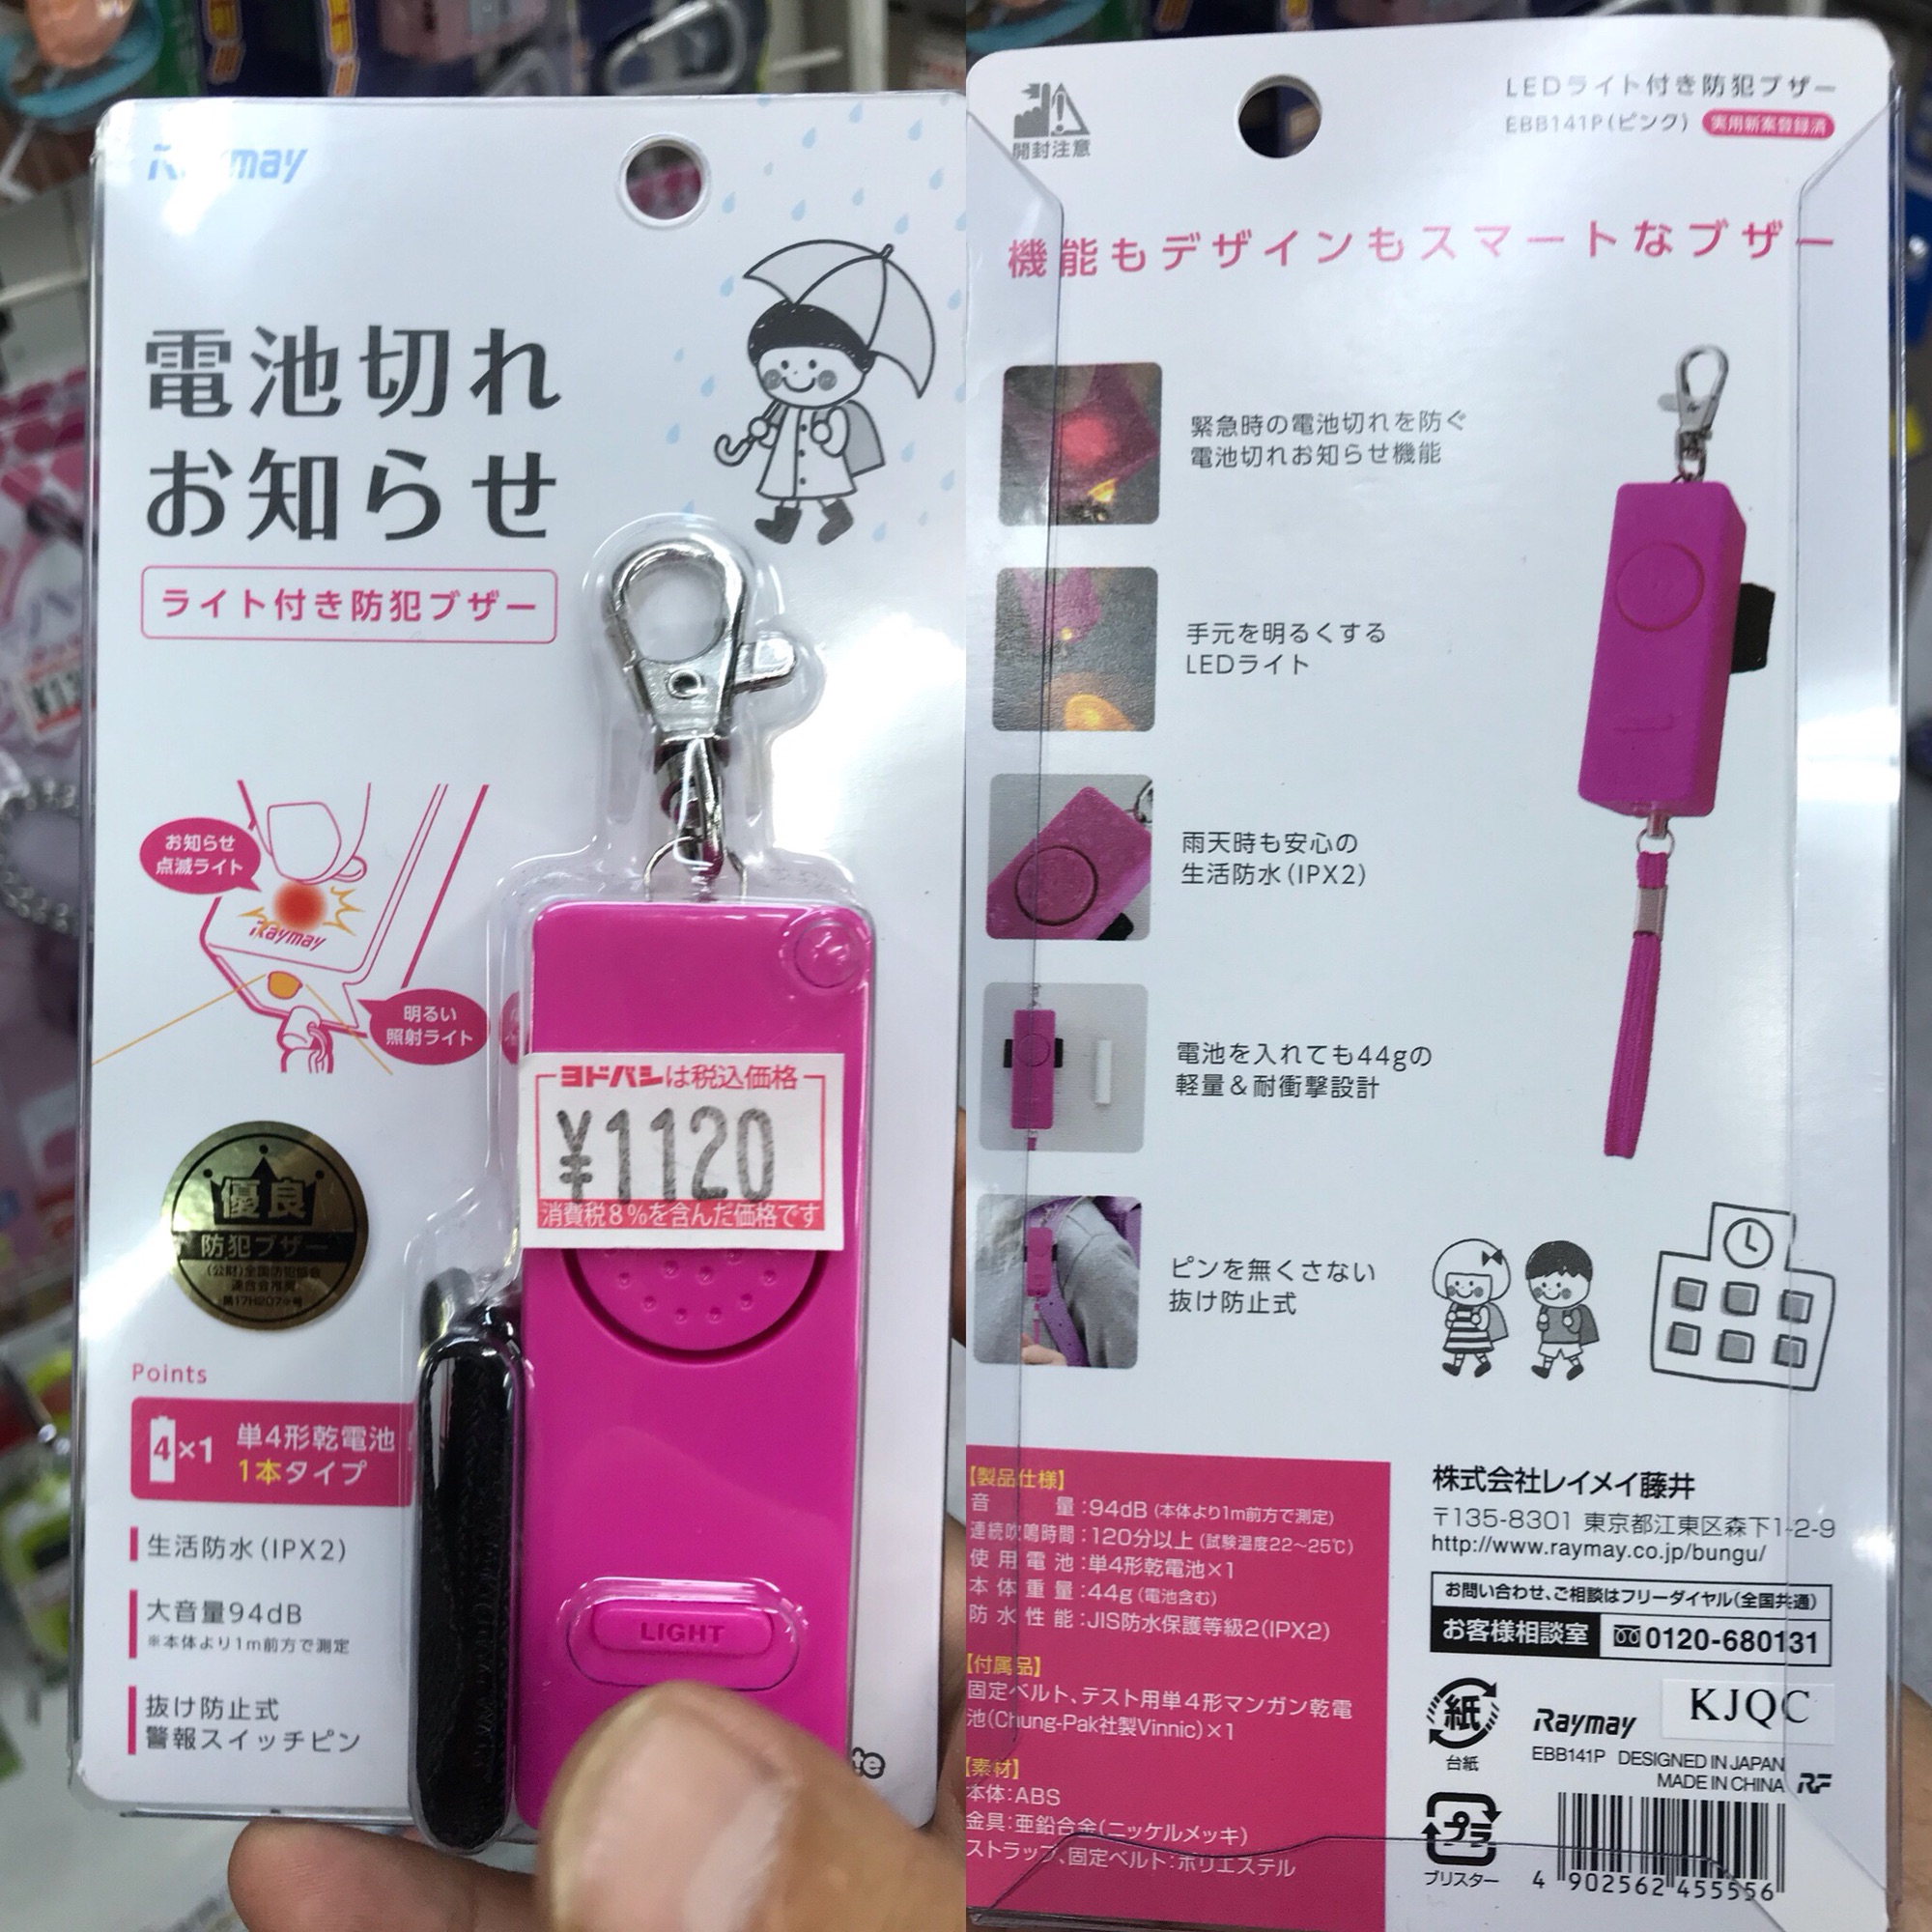 Raymay
電池切れ
お知らせ
ライト付き防犯ブザー
お知らせ
点滅ライト
Raymay
明るい
照射ライト
ヨドバシは税込価格
¥1120
消費税8%を含んだ価格です
優良
防犯ブザー
(公財)全国防犯協会
連合会推奨
Points
4×1 単4形乾電池
1本タイプ
生活防水(IPX2)
大音量94dB
※本体より1m前方で測定
抜け防止式
警報スイッチピン
LIGHT
開封注意
LEDライト付き防犯ブザー
EBB141P(ピンク) 実用新案登録済
機能もデザインもスマートなブザー
緊急時の電池切れを防ぐ
電池切れお知らせ機能
手元を明るくする
LEDライト
雨天時も安心の
生活防水(IPX2)
電池を入れても44gの
軽量&耐衝撃設計
ピンを無くさない
抜け防止式
【製品仕様】
音量:94dB(本体より1m前方で測定)
連続吹鳴時間:120分以上(試験温度22~25℃)
使用電池:単4形乾電池×1
本体重量:44g(電池含む)
防水性能:JIS防水保護等級2(IPX2)
【付属品】
固定ベルト、テスト用単4形マンガン乾電
池(Chung-Pak社製Vinnic)×1
【素材】
本体:ABS
金具:亜鉛合金(ニッケルメッキ)
ストラップ、固定ベルト:ポリエステル
株式会社レイメイ藤井
〒135-8301 東京都江東区森下1-2-9
http://www.raymay.co.jp/bungu/
お問い合わせ、ご相談はフリーダイヤル(全国共通)
お客様相談室 0120-680131
紙
台紙
Raymay
KJQC
EBB141P DESIGNED IN JAPAN
MADE IN CHINA RF
プラ
ブリスター
4 902562 455556